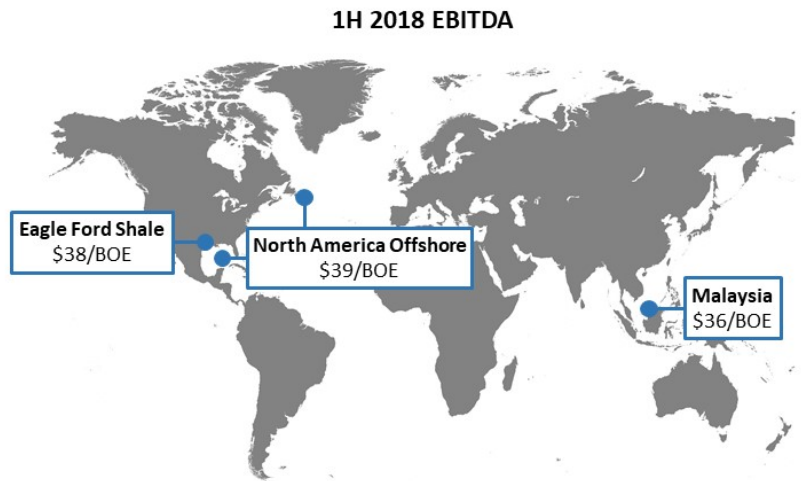 1H 2018 EBITDA
Eagle Ford Shale
$38/BOE
North America Offshore
$39/BOE
Malaysia
$36/BOE